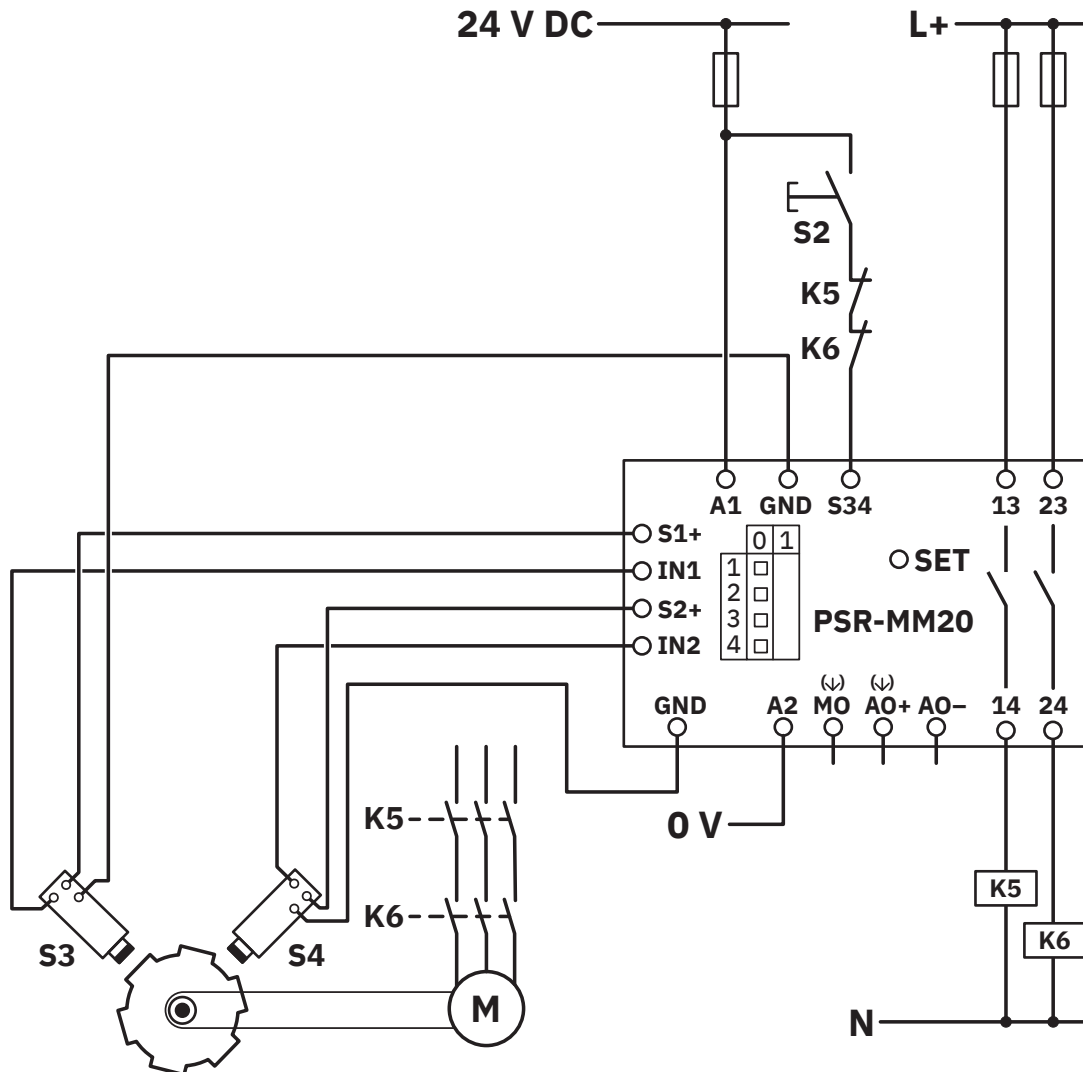 24 V DC
L+
S2
K5
K6
A1 GND S34 13 23
S1+
IN1
S2+
IN2
0 1
1
2
3
4
SET
PSR-MM20
GND A2 MO AO+ AO– 14 24
K5
0 V
K6
K5
K6
S3
S4
M
N